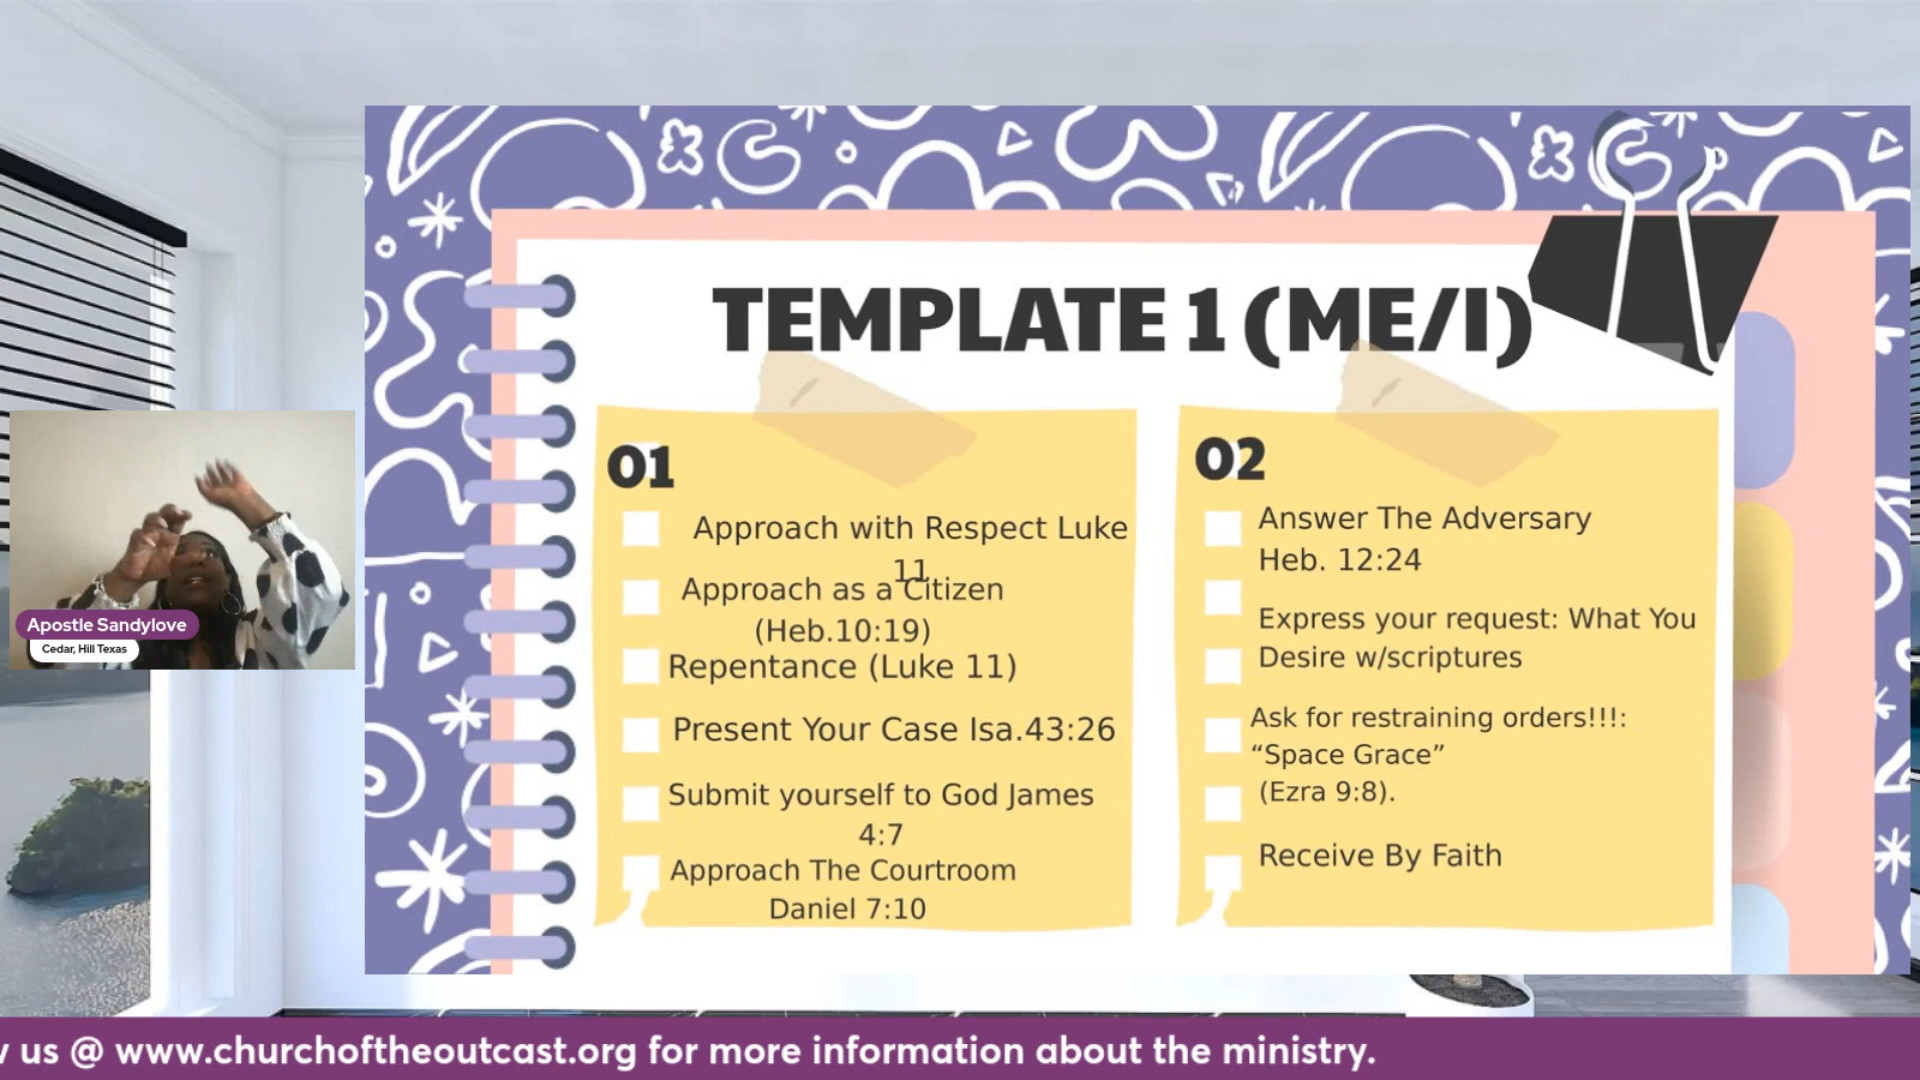 TEMPLATE 1 (ME/I)
01
Approach with Respect Luke
11
Approach as a Citizen
(Heb.10:19)
Repentance (Luke 11)
Present Your Case Isa.43:26
Submit yourself to God James
4:7
Approach The Courtroom
Daniel 7:10
02
Answer The Adversary
Heb. 12:24
Express your request: What You
Desire w/scriptures
Ask for restraining orders!!!:
“Space Grace”
(Ezra 9:8).
Receive By Faith
Apostle Sandylove
Cedar, Hill Texas
us @ www.churchoftheoutcast.org for more information about the ministry.